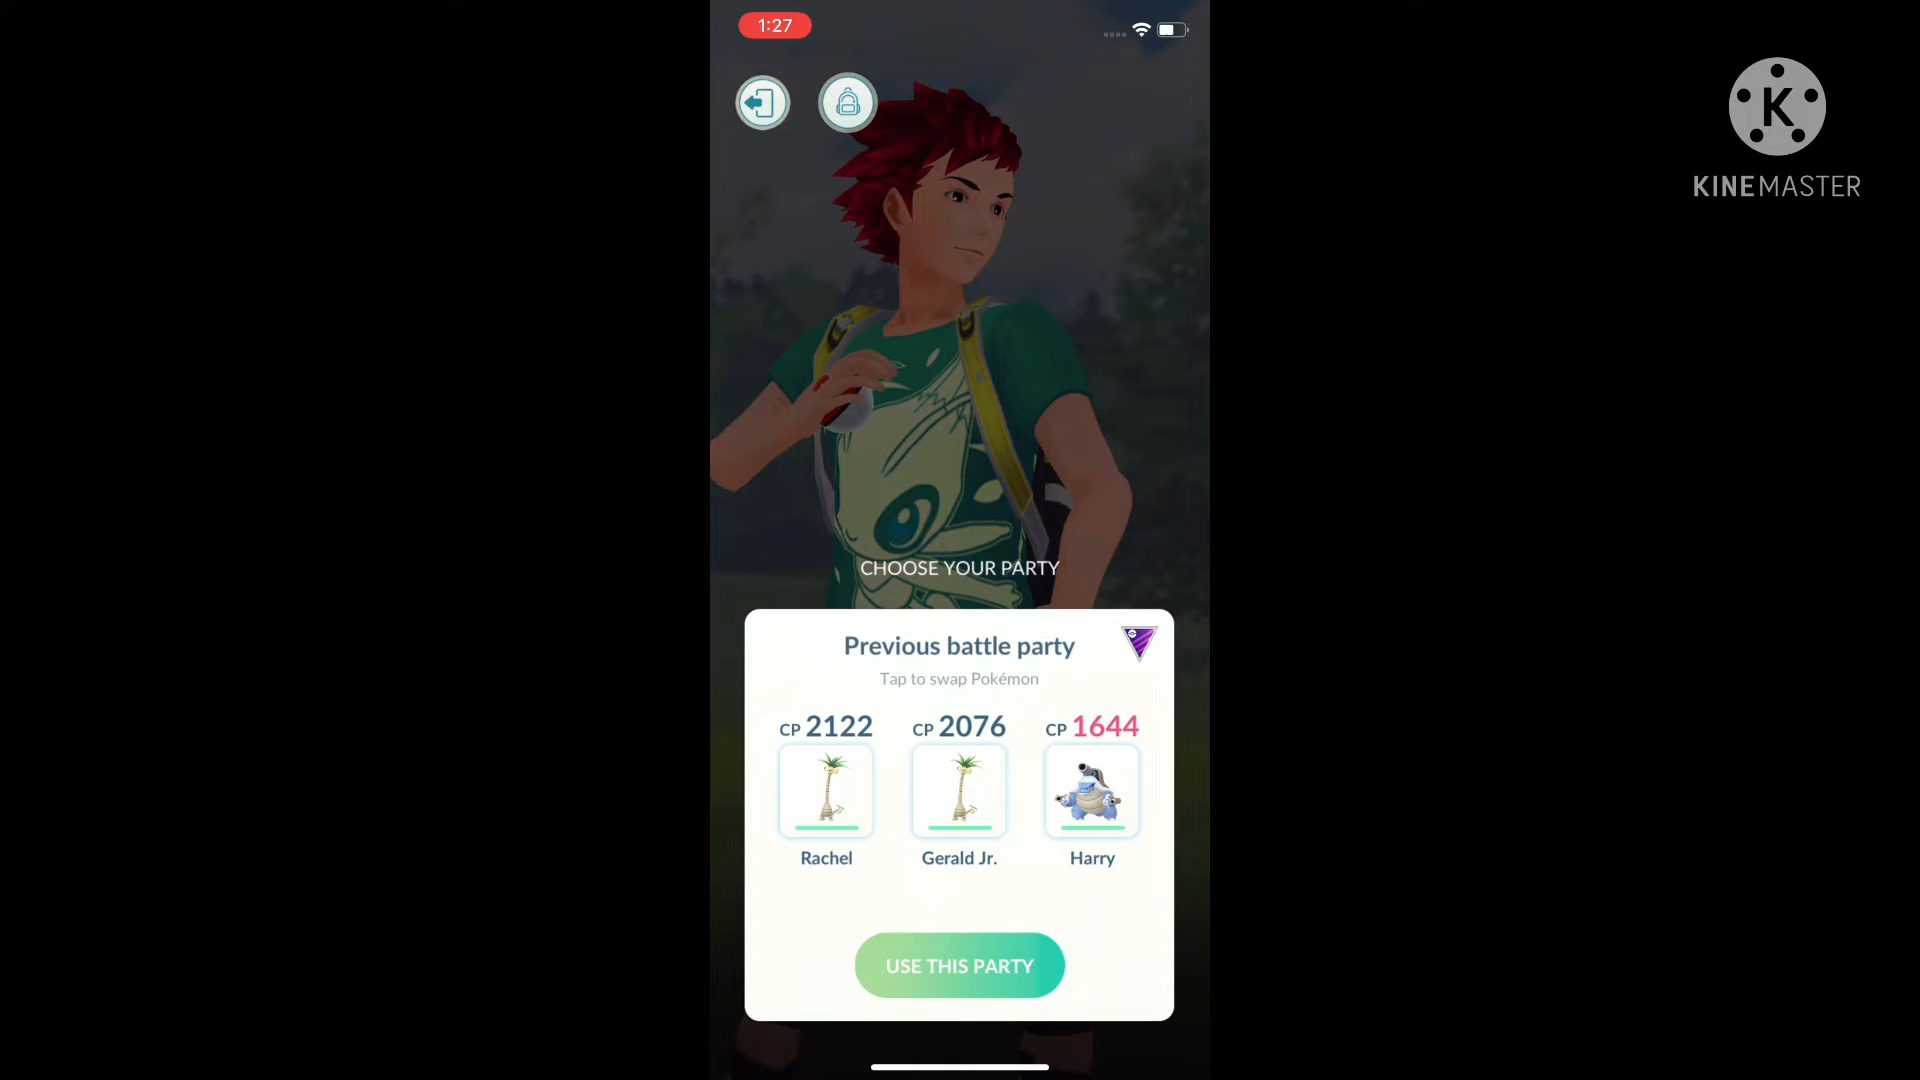 1:27
KINEMASTER
CHOOSE YOUR PARTY
Previous battle party
Tap to swap Pokémon
CP 2122 CP 2076 CP 1644
Rachel Gerald Jr. Harry
USE THIS PARTY